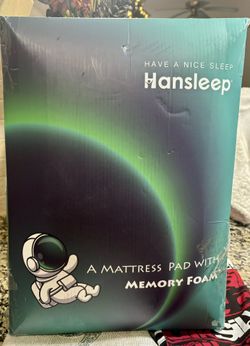 HAVE A NICE SLEEP
Hansleep
A MATTRESS PAD WITH
MEMORY FOAM